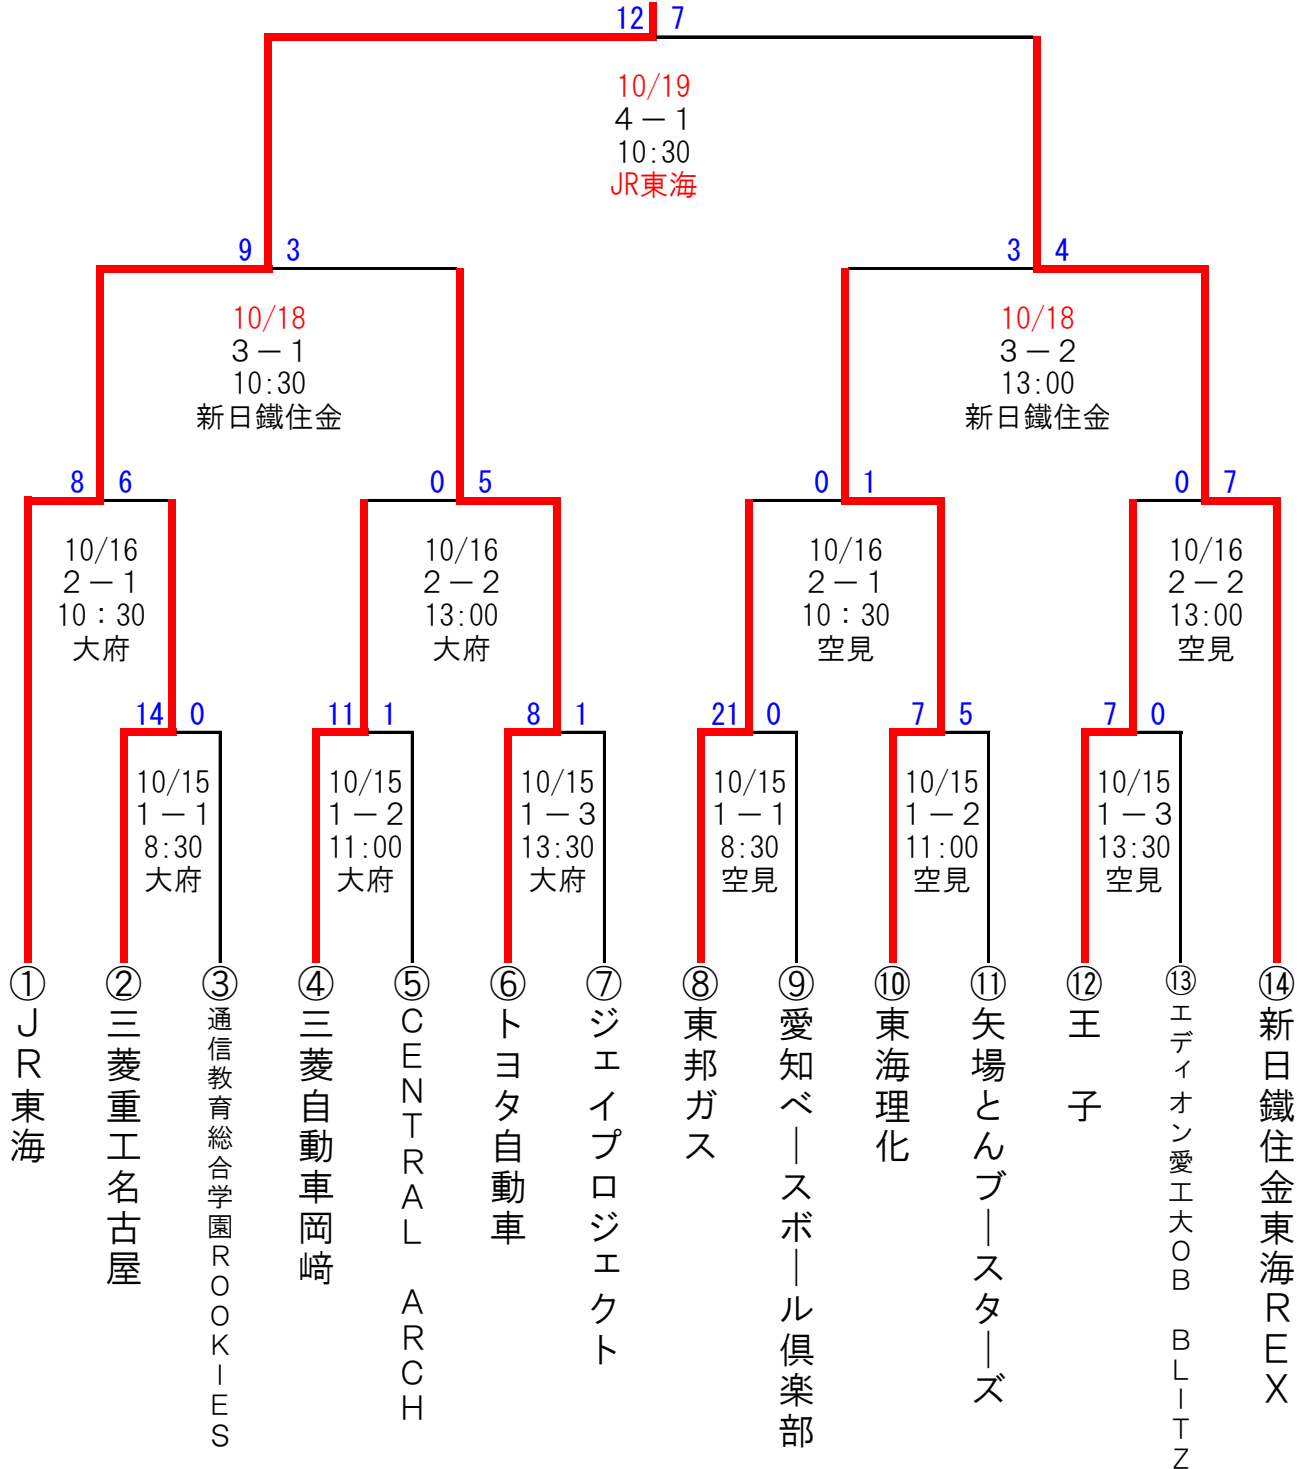 12 7
10/19
4－1
10:30
JR東海
9 3
3 4
10/18
3－1
10:30
新日鐵住金
10/18
3－2
13:00
新日鐵住金
8 6
0 5
0 1
0 7
10/16
2－1
10：30
大府
10/16
2－2
13:00
大府
10/16
2－1
10：30
空見
10/16
2－2
13:00
空見
14 0
11 1
8 1
21 0
7 5
7 0
10/15
1－1
8:30
大府
10/15
1－2
11:00
大府
10/15
1－3
13:30
大府
10/15
1－1
8:30
空見
10/15
1－2
11:00
空見
10/15
1－3
13:30
空見
①ＪＲ東海
②三菱重工名古屋
③通信教育総合学園ＲＯＯＫＩＥＳ
④三菱自動車岡﨑
⑤ＣＥＮＴＲＡＬ　ＡＲＣＨ
⑥トヨタ自動車
⑦ジェイプロジェクト
⑧東邦ガス
⑨愛知ベースボール倶楽部
⑩東海理化
⑪矢場とんブースターズ
⑫王　子
⑬エディオン愛工大ＯＢ　ＢＬＩＴＺ
⑭新日鐵住金東海ＲＥＸ